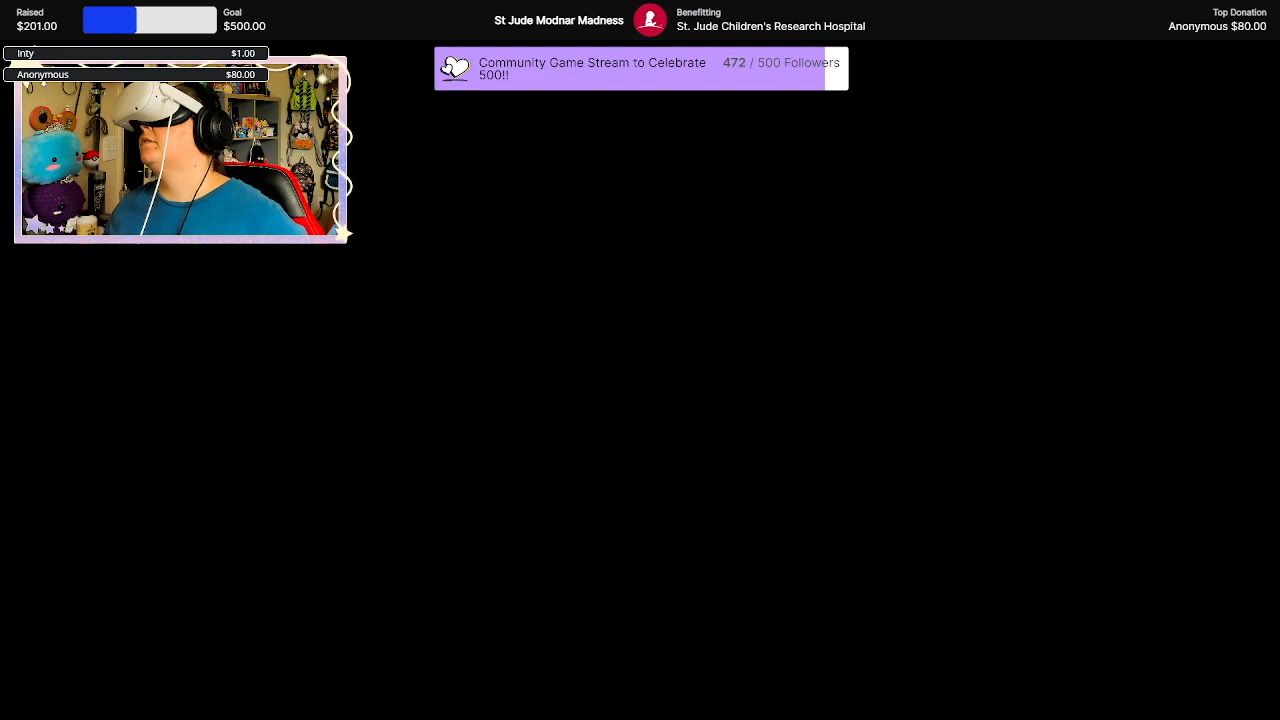 Raised
$201.00
Goal
$500.00
St Jude Modnar Madness
Benefitting
St. Jude Children's Research Hospital
Top Donation
Anonymous $80.00
Inty $1.00
Anonymous $80.00
Community Game Stream to Celebrate
500!!
472 / 500 Followers